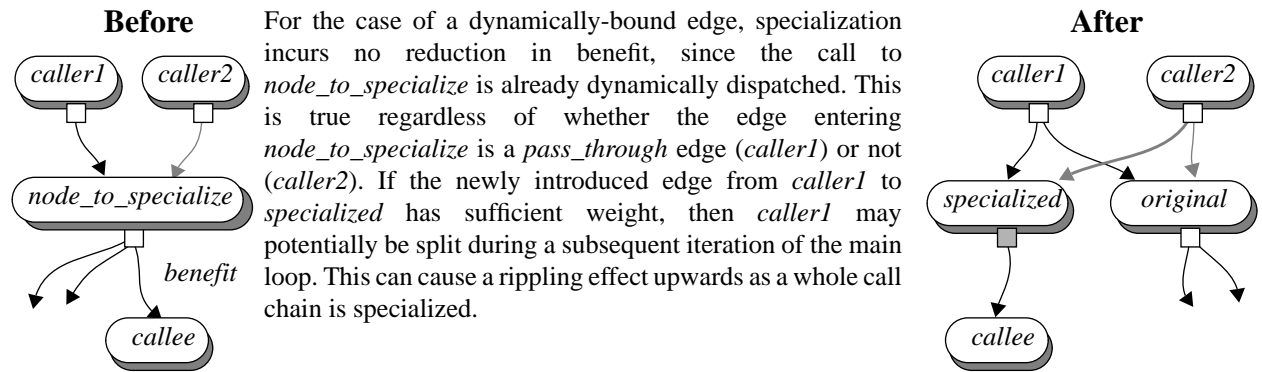 Before
caller1
caller2
node_to_specialize
benefit
callee
For the case of a dynamically-bound edge, specialization
incurs no reduction in benefit, since the call to
node_to_specialize is already dynamically dispatched. This
is true regardless of whether the edge entering
node_to_specialize is a pass_through edge (caller1) or not
(caller2). If the newly introduced edge from caller1 to
specialized has sufficient weight, then caller1 may
potentially be split during a subsequent iteration of the main
loop. This can cause a rippling effect upwards as a whole call
chain is specialized.
After
caller1
caller2
specialized
original
callee